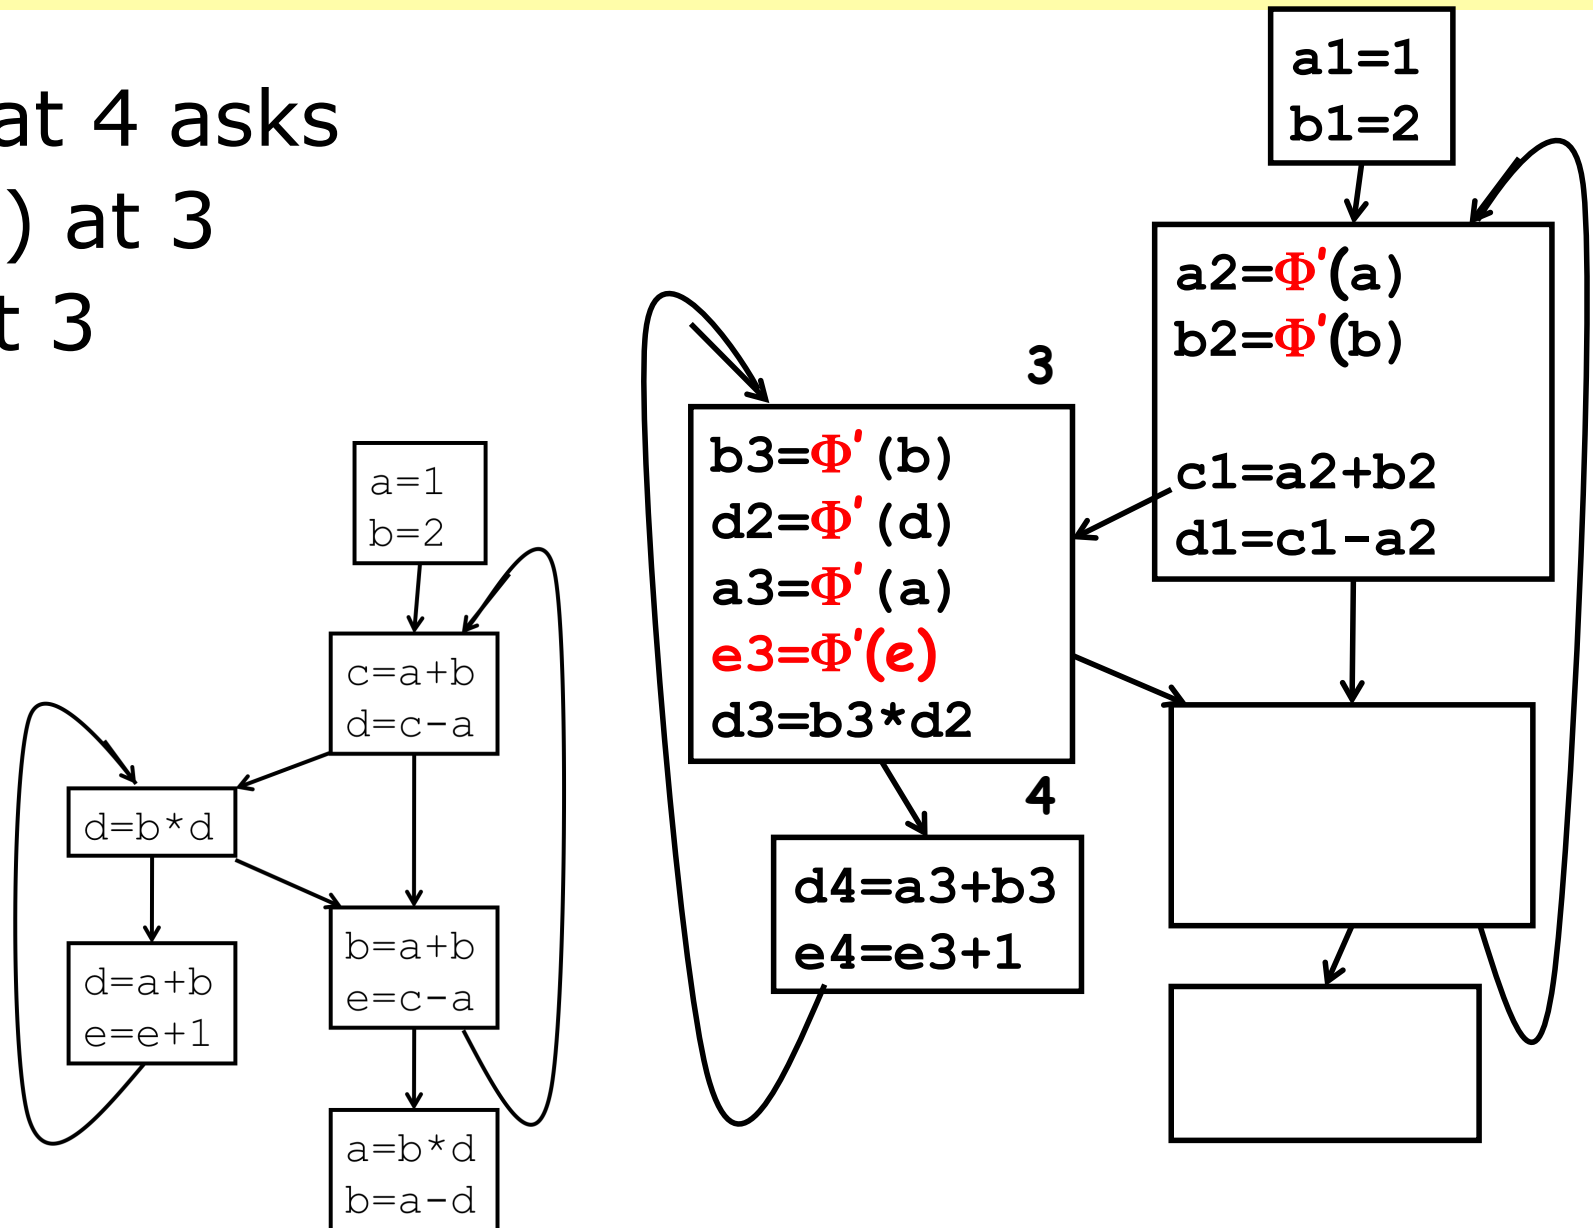 at 4 asks
) at 3
t 3
a=1
b=2
c=a+b
d=c-a
d=b*d
d=a+b
e=e+1
b=a+b
e=c-a
a=b*d
b=a-d
a1=1
b1=2
a2=Φ'(a)
b2=Φ'(b)
c1=a2+b2
d1=c1-a2
3
b3=Φ'(b)
d2=Φ'(d)
a3=Φ'(a)
e3=Φ'(e)
d3=b3*d2
4
d4=a3+b3
e4=e3+1